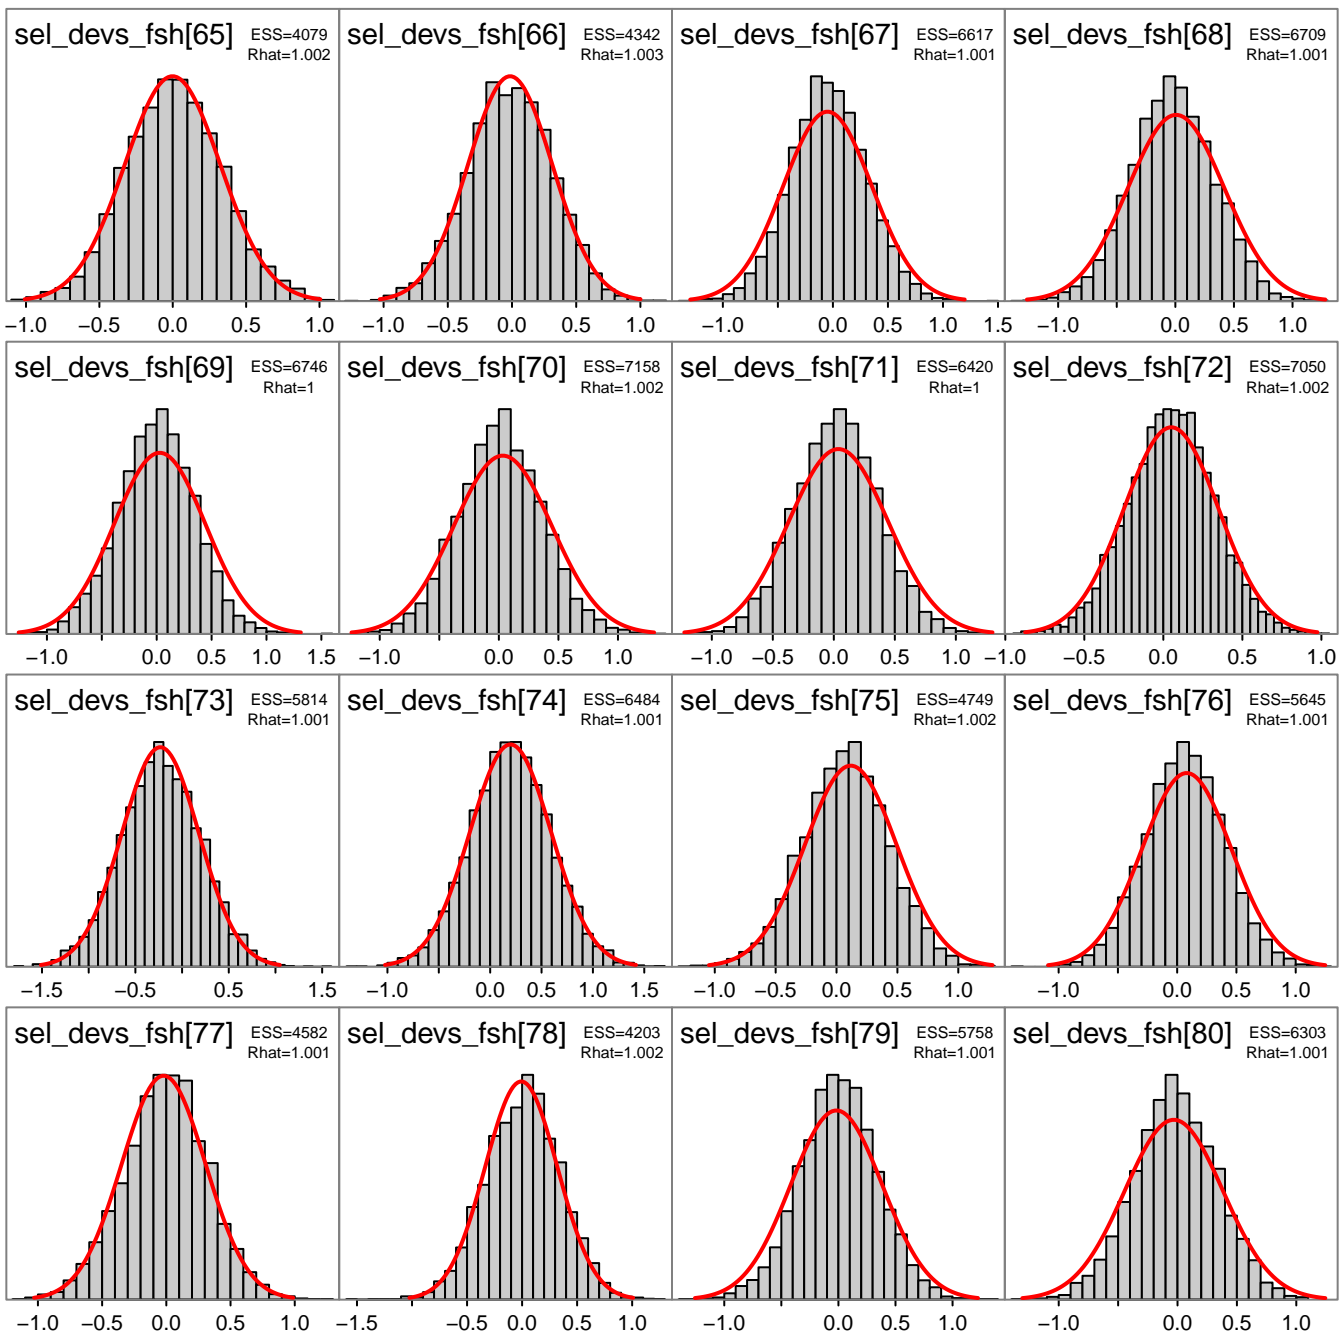 sel_devs_fsh[65] ESS=4079
Rhat=1.002
sel_devs_fsh[66] ESS=4342
Rhat=1.003
sel_devs_fsh[67] ESS=6617
Rhat=1.001
sel_devs_fsh[68] ESS=6709
Rhat=1.001
−1.0 −0.5 0.0 0.5 1.0
−1.0 −0.5 0.0 0.5 1.0
−1.0 0.0 0.5 1.0 1.5
−1.0 0.0 0.5 1.0
sel_devs_fsh[69] ESS=6746
Rhat=1
sel_devs_fsh[70] ESS=7158
Rhat=1.002
sel_devs_fsh[71] ESS=6420
Rhat=1
sel_devs_fsh[72] ESS=7050
Rhat=1.002
−1.0 0.0 0.5 1.0 1.5
−1.0 0.0 0.5 1.0
−1.0 0.0 0.5 1.0
−1.0 −0.5 0.0 0.5 1.0
sel_devs_fsh[73] ESS=5814
Rhat=1.001
sel_devs_fsh[74] ESS=6484
Rhat=1.001
sel_devs_fsh[75] ESS=4749
Rhat=1.002
sel_devs_fsh[76] ESS=5645
Rhat=1.001
−1.5 −0.5 0.5 1.5
−1.0 0.0 0.5 1.0 1.5
−1.0 −0.5 0.0 0.5 1.0
−1.0 0.0 0.5 1.0
sel_devs_fsh[77] ESS=4582
Rhat=1.001
sel_devs_fsh[78] ESS=4203
Rhat=1.002
sel_devs_fsh[79] ESS=5758
Rhat=1.001
sel_devs_fsh[80] ESS=6303
Rhat=1.001
−1.0 −0.5 0.0 0.5 1.0
−1.5 −0.5 0.0 0.5 1.0
−1.0 0.0 0.5 1.0
−1.0 0.0 0.5 1.0